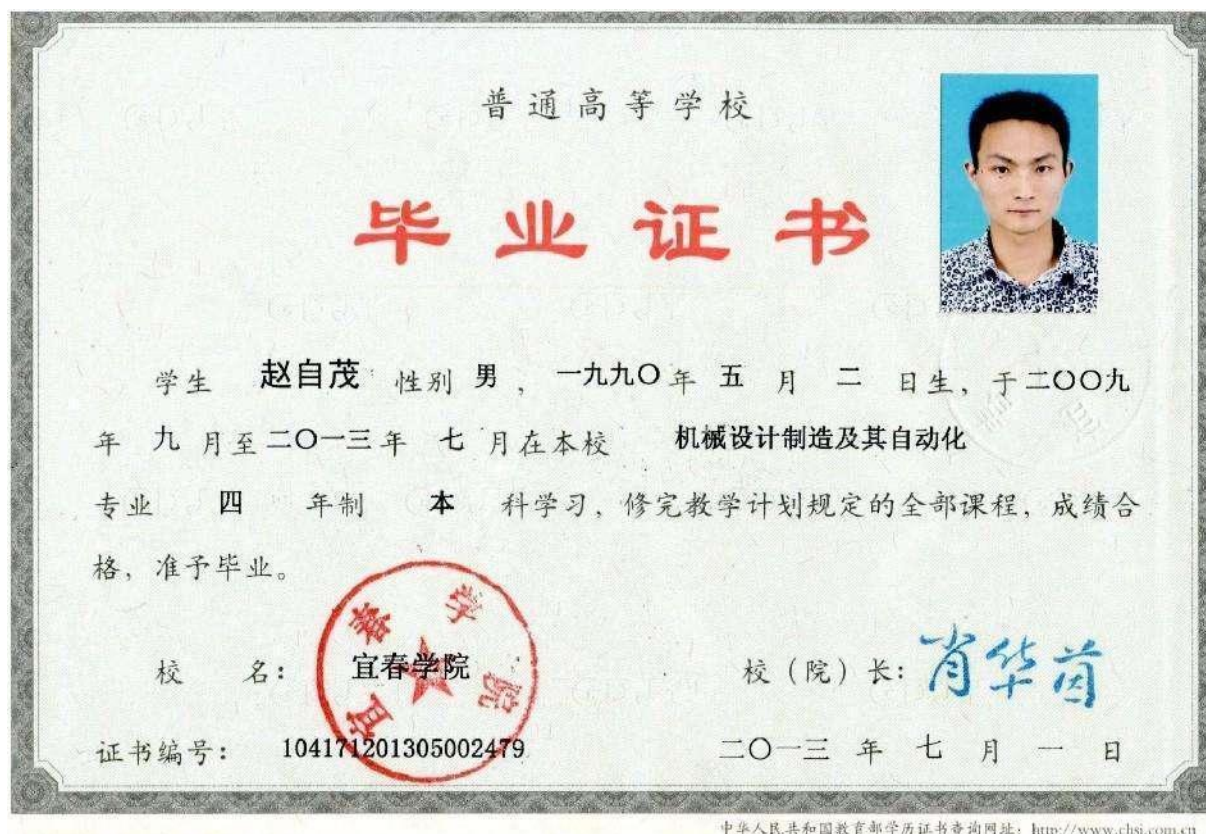 普通高等学校
毕业证书
学生 赵自茂 性别 男 ,一九九〇年 五 月 二 日生,于二〇〇九
年 九 月至二〇一三年 七 月在本校 机械设计制造及其自动化
专业 四 年制 本 科学习,修完教学计划规定的全部课程,成绩合
格,准予毕业。
宜春学院
校 名: 宜春学院 校(院)长:肖华茵
证书编号: 104171201305002479 二〇一三 年 七 月 一 日
中华人民共和国教育部学历证书查询网址:http://www.chsi.com.cn